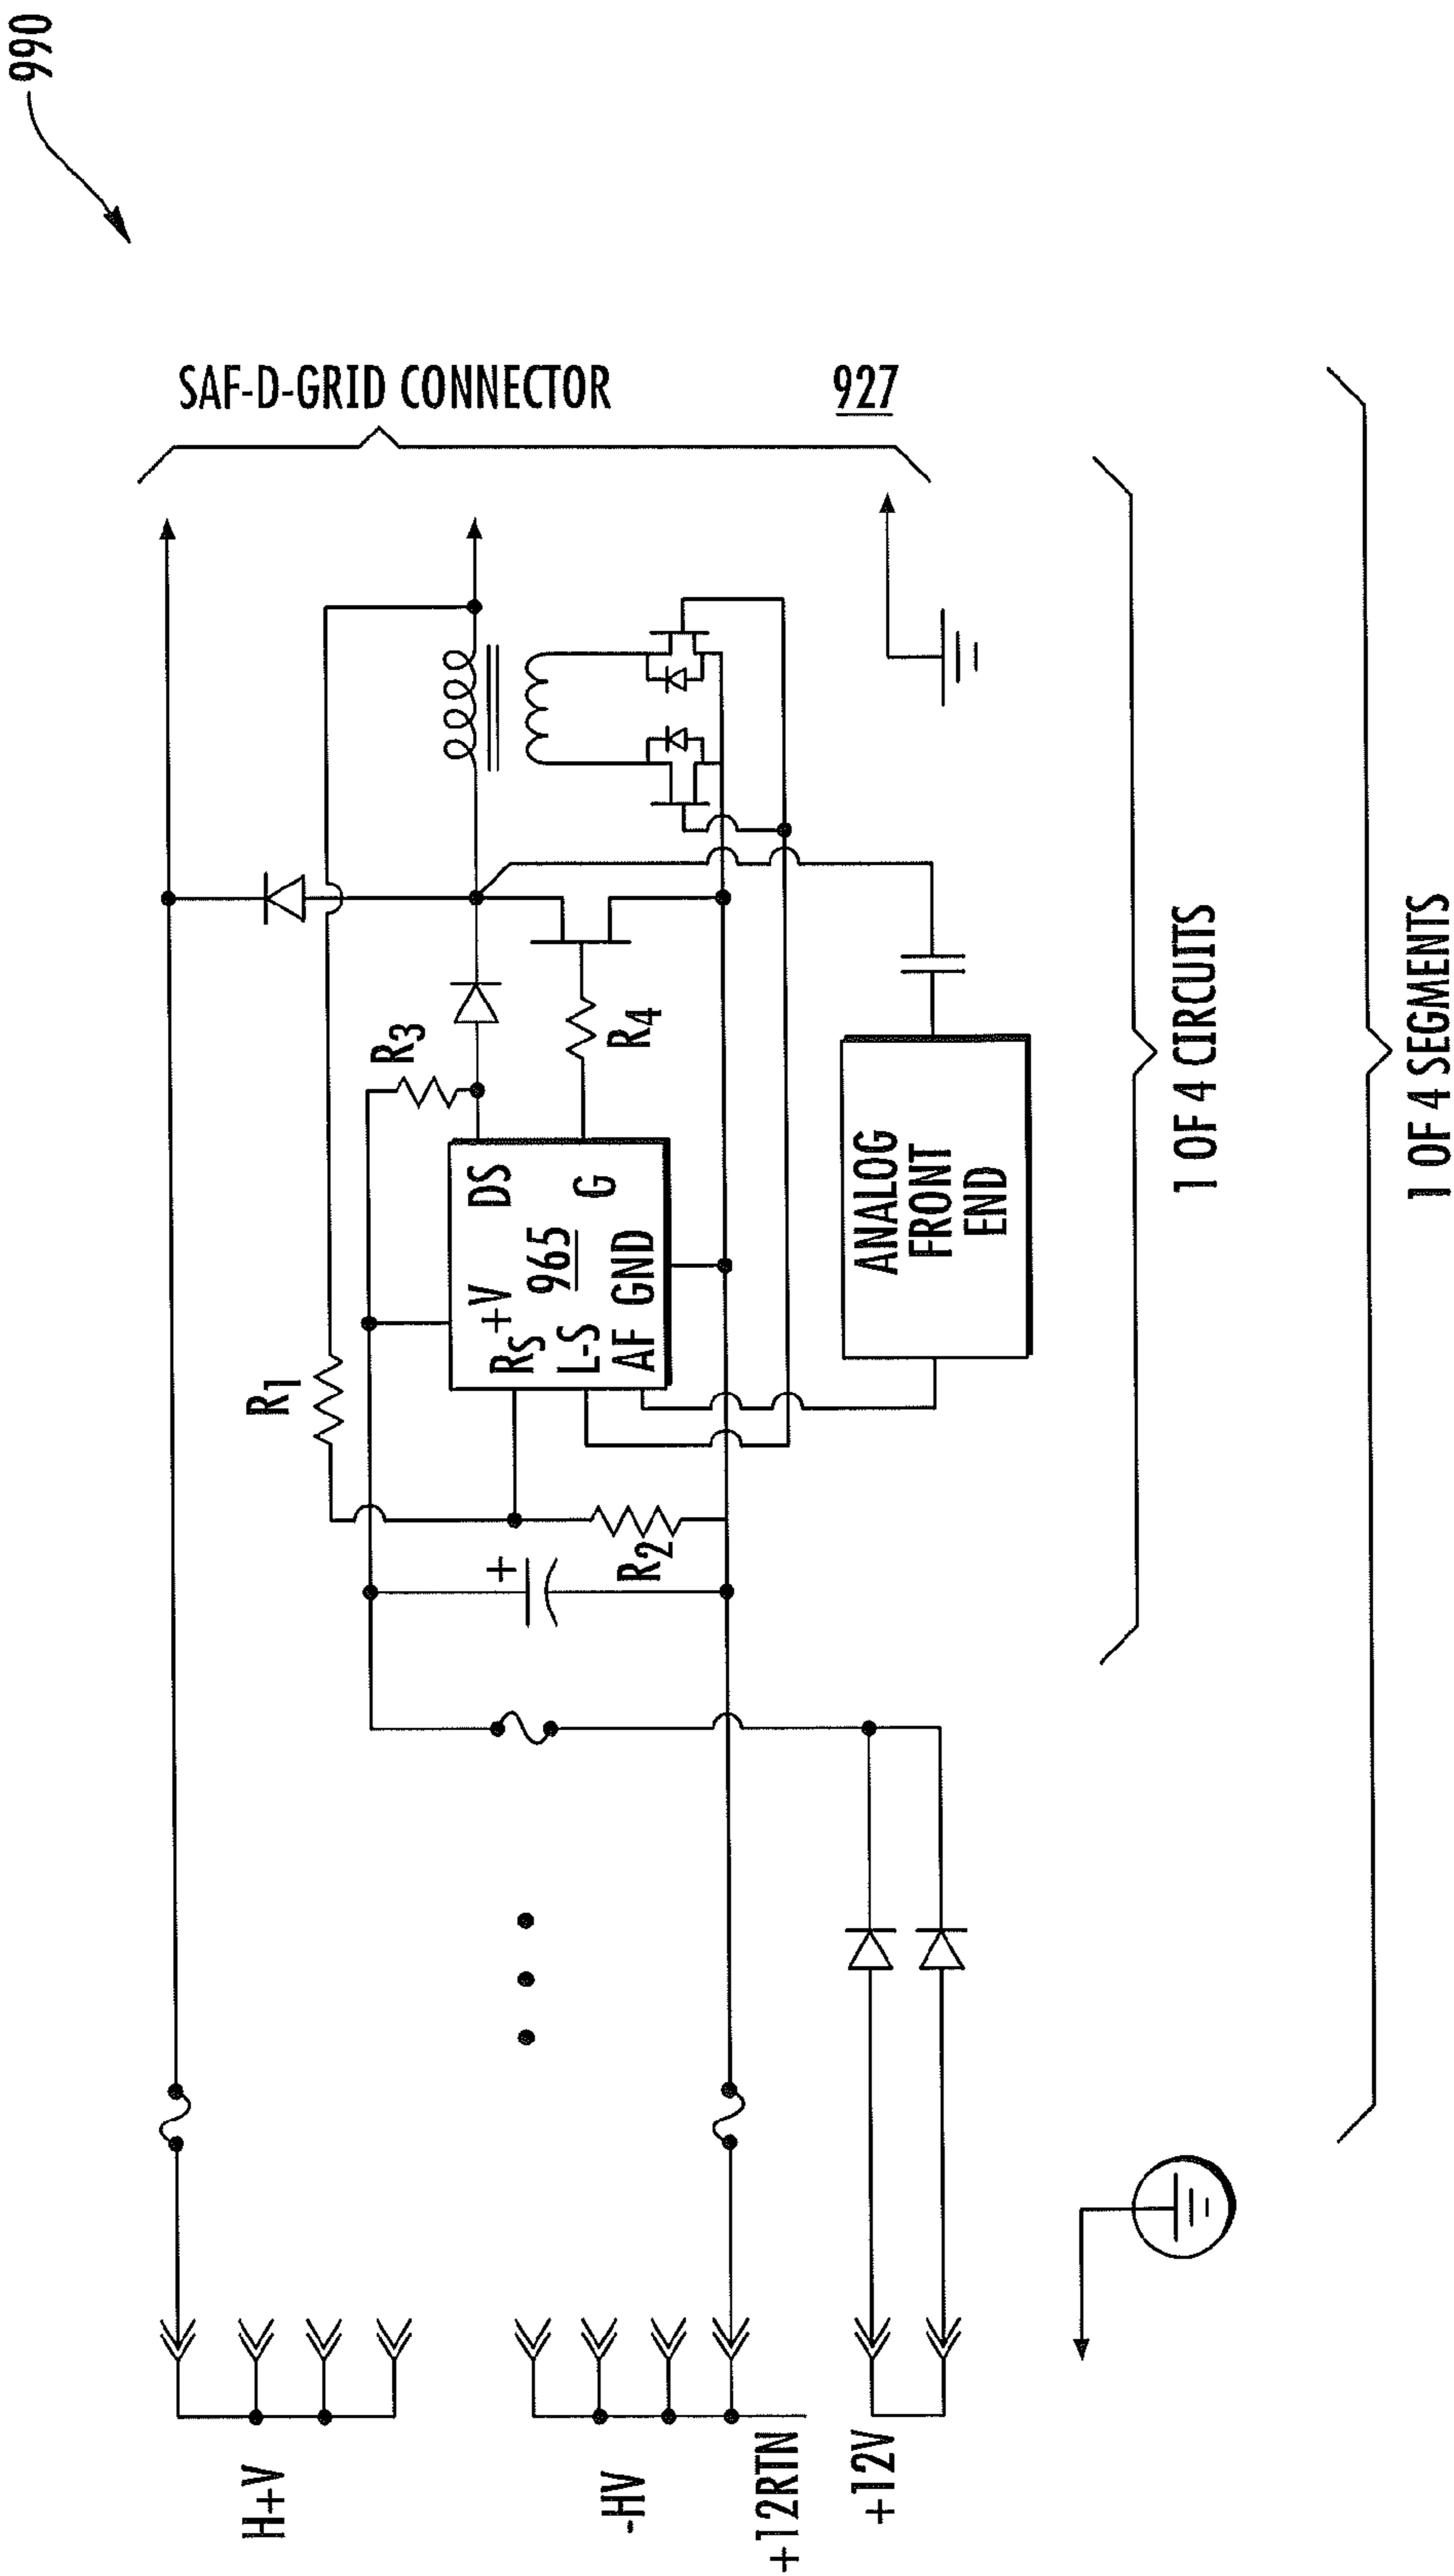 990
SAF-D-GRID CONNECTOR
927
R3
R4
R1
DS
+V
965
G
RS
L-S
AF GND
+
R2
ANALOG
FRONT
END
H+V
-HV
+12RTN
+12V
1 OF 4 CIRCUITS
1 OF 4 SEGMENTS